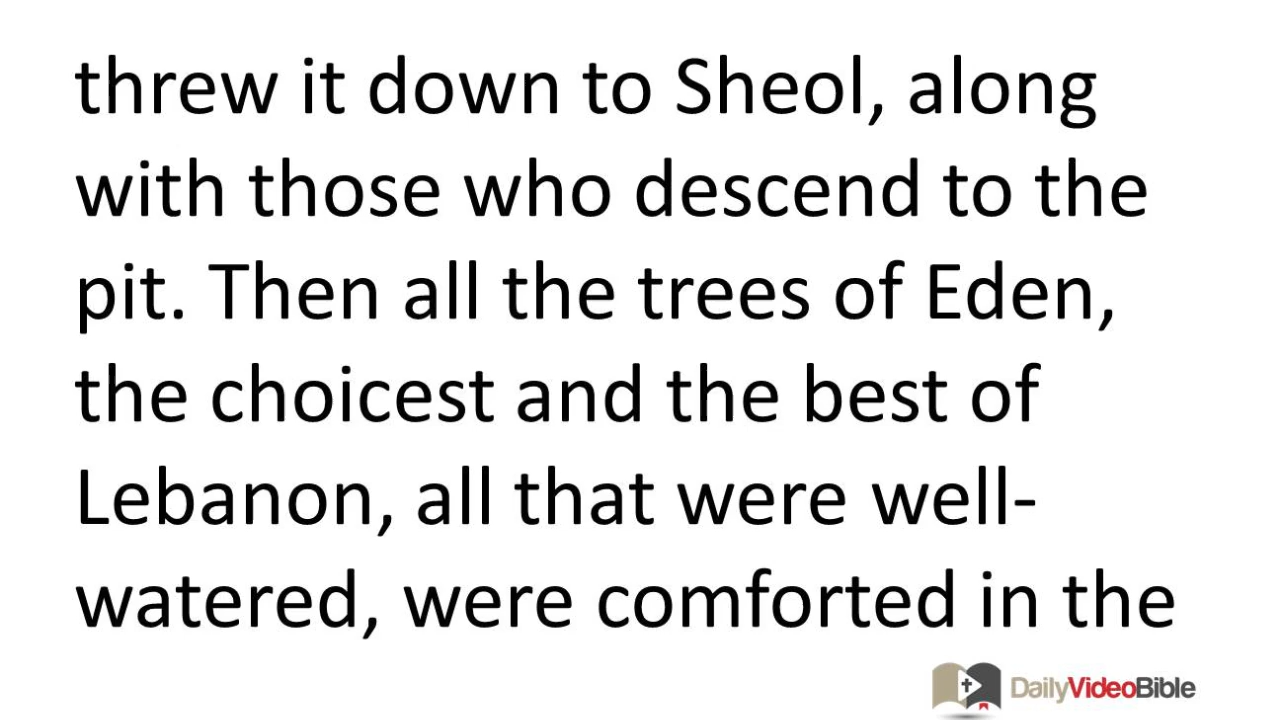 threw it down to Sheol, along
with those who descend to the
pit. Then all the trees of Eden,
the choicest and the best of
Lebanon, all that were well-
watered, were comforted in the
DailyVideoBible